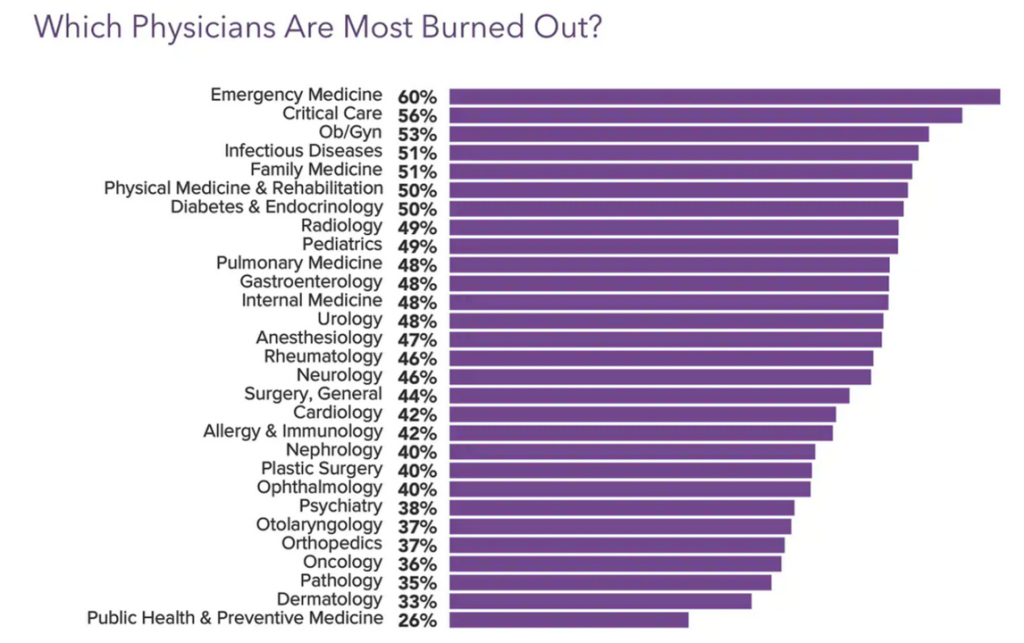 Which Physicians Are Most Burned Out?
Emergency Medicine 60%
Critical Care 56%
Ob/Gyn 53%
Infectious Diseases 51%
Family Medicine 51%
Physical Medicine & Rehabilitation 50%
Diabetes & Endocrinology 50%
Radiology 49%
Pediatrics 49%
Pulmonary Medicine 48%
Gastroenterology 48%
Internal Medicine 48%
Urology 48%
Anesthesiology 47%
Rheumatology 46%
Neurology 46%
Surgery, General 44%
Cardiology 42%
Allergy & Immunology 42%
Nephrology 40%
Plastic Surgery 40%
Ophthalmology 40%
Psychiatry 38%
Otolaryngology 37%
Orthopedics 37%
Oncology 36%
Pathology 35%
Dermatology 33%
Public Health & Preventive Medicine 26%